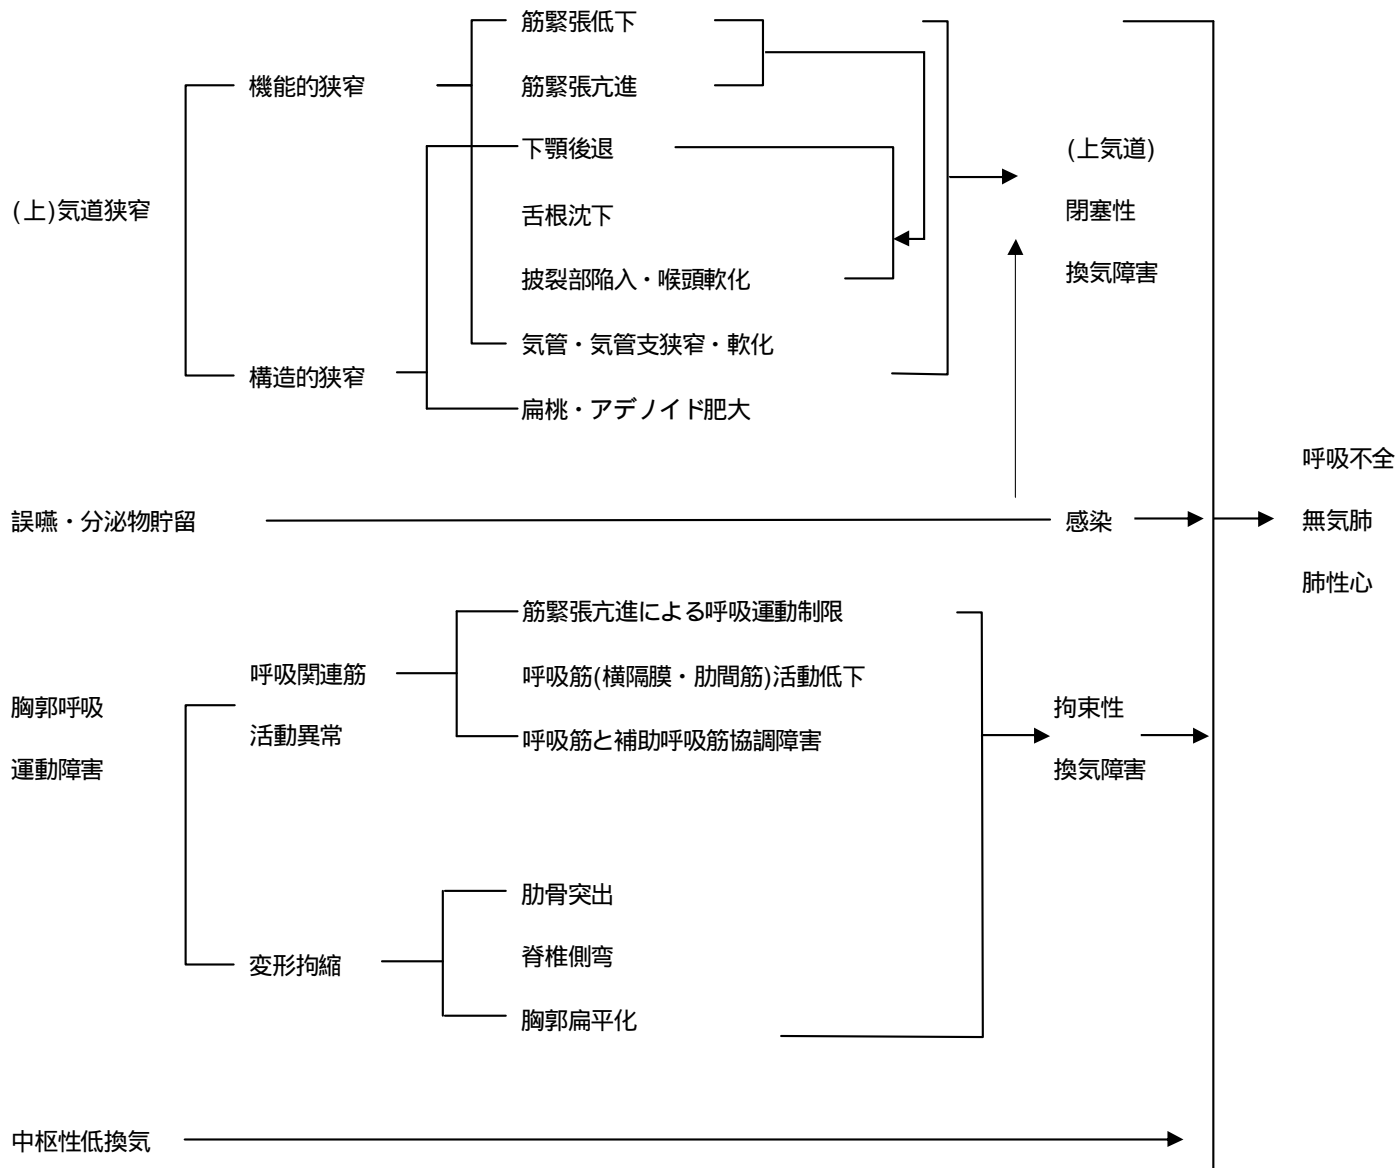 筋緊張低下
機能的狭窄
筋緊張亢進
下顎後退
(上)気道狭窄
舌根沈下
披裂部陥入・喉頭軟化
気管・気管支狭窄・軟化
構造的狭窄
扁桃・アデノイド肥大
(上気道)
閉塞性
換気障害
誤嚥・分泌物貯留
感染
呼吸不全
無気肺
肺性心
胸郭呼吸
運動障害
呼吸関連筋
活動異常
筋緊張亢進による呼吸運動制限
呼吸筋(横隔膜・肋間筋)活動低下
呼吸筋と補助呼吸筋協調障害
拘束性
換気障害
変形拘縮
肋骨突出
脊椎側弯
胸郭扁平化
中枢性低換気